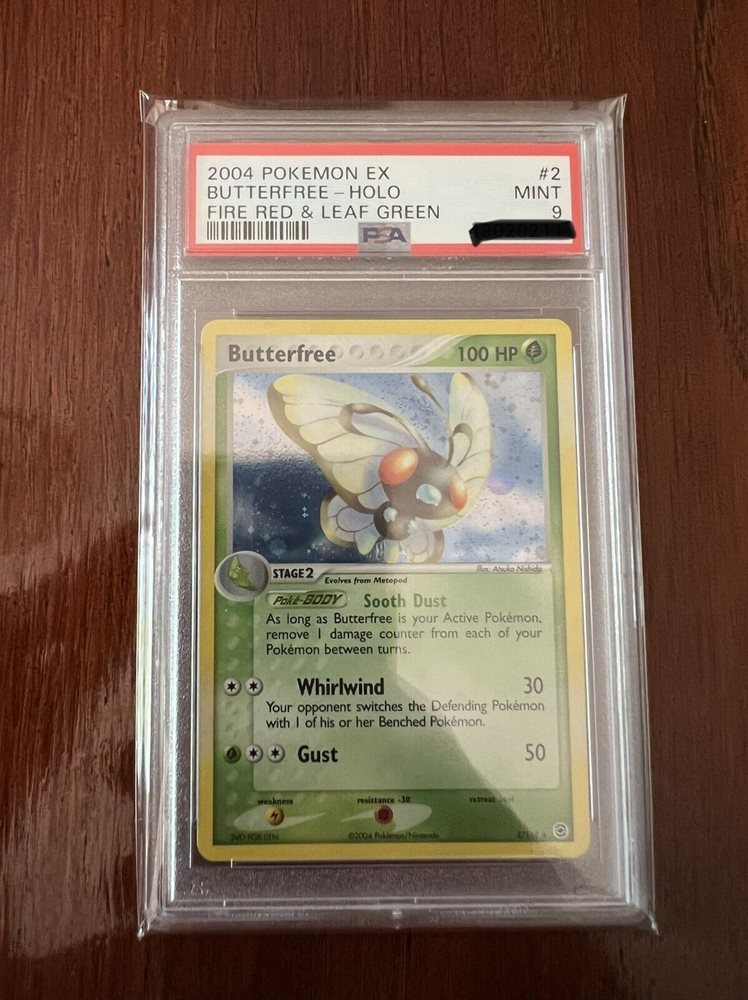 2004 POKEMON EX #2
BUTTERFREE - HOLO MINT
FIRE RED & LEAF GREEN 9
PSA
Butterfree 100 HP
Illus. Atsuko Nishida
STAGE2
Evolves from Metapod
Poké-BODY Sooth Dust
As long as Butterfree is your Active Pokémon,
remove 1 damage counter from each of your
Pokémon between turns.
Whirlwind 30
Your opponent switches the Defending Pokémon
with 1 of his or her Benched Pokémon.
Gust 50
weakness resistance -30 retreat cost
©2004 Pokémon/Nintendo